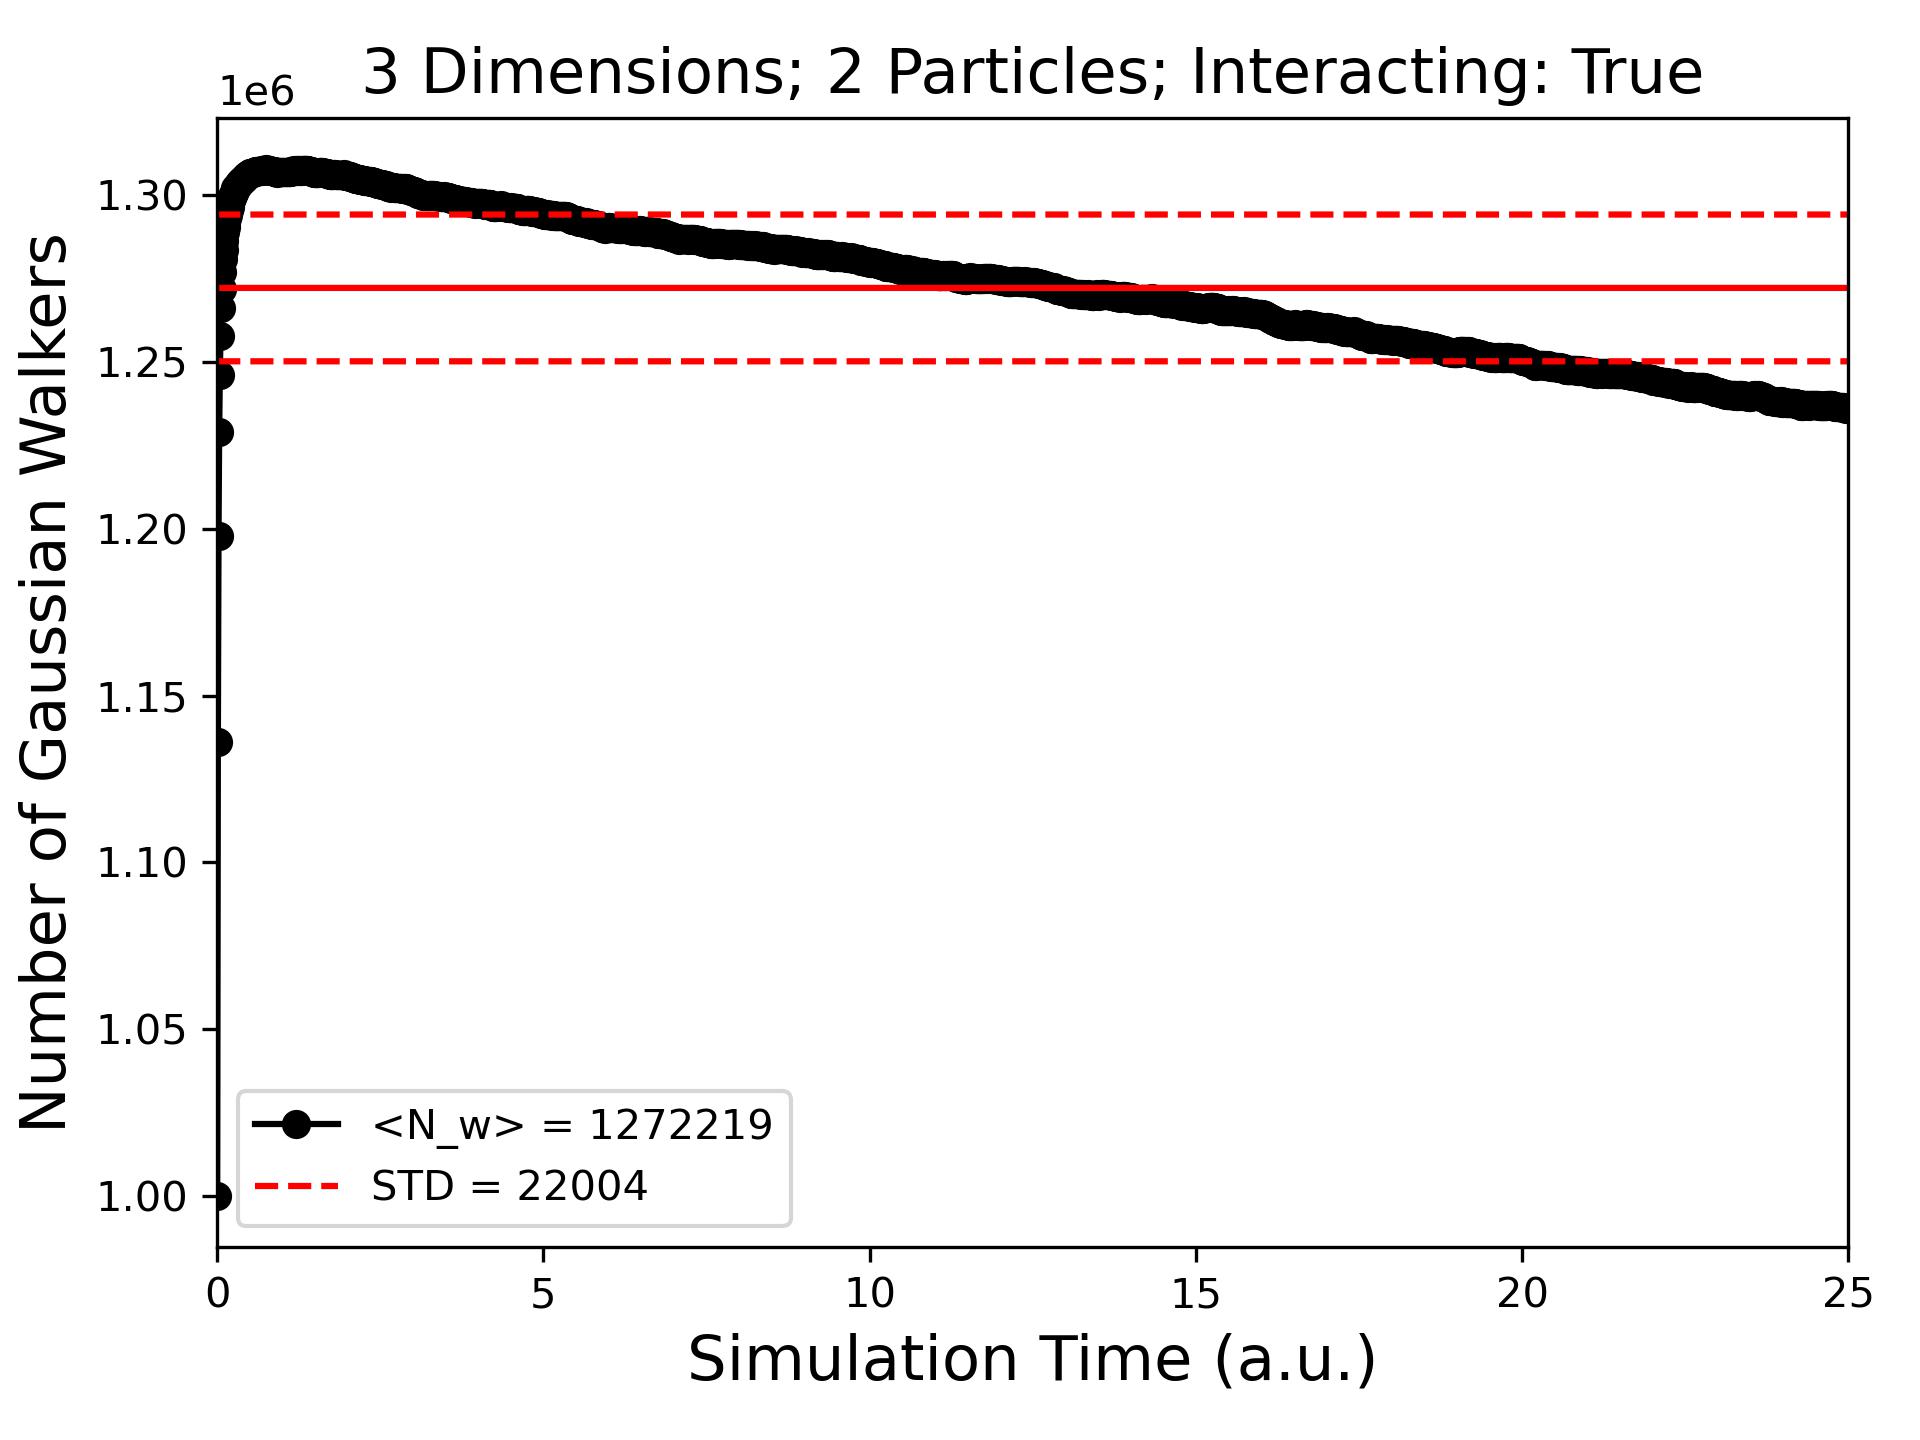 3 Dimensions; 2 Particles; Interacting: True
1e6
Number of Gaussian Walkers
1.30
1.25
1.20
1.15
1.10
1.05
1.00
<N_w> = 1272219
STD = 22004
0 5 10 15 20 25
Simulation Time (a.u.)